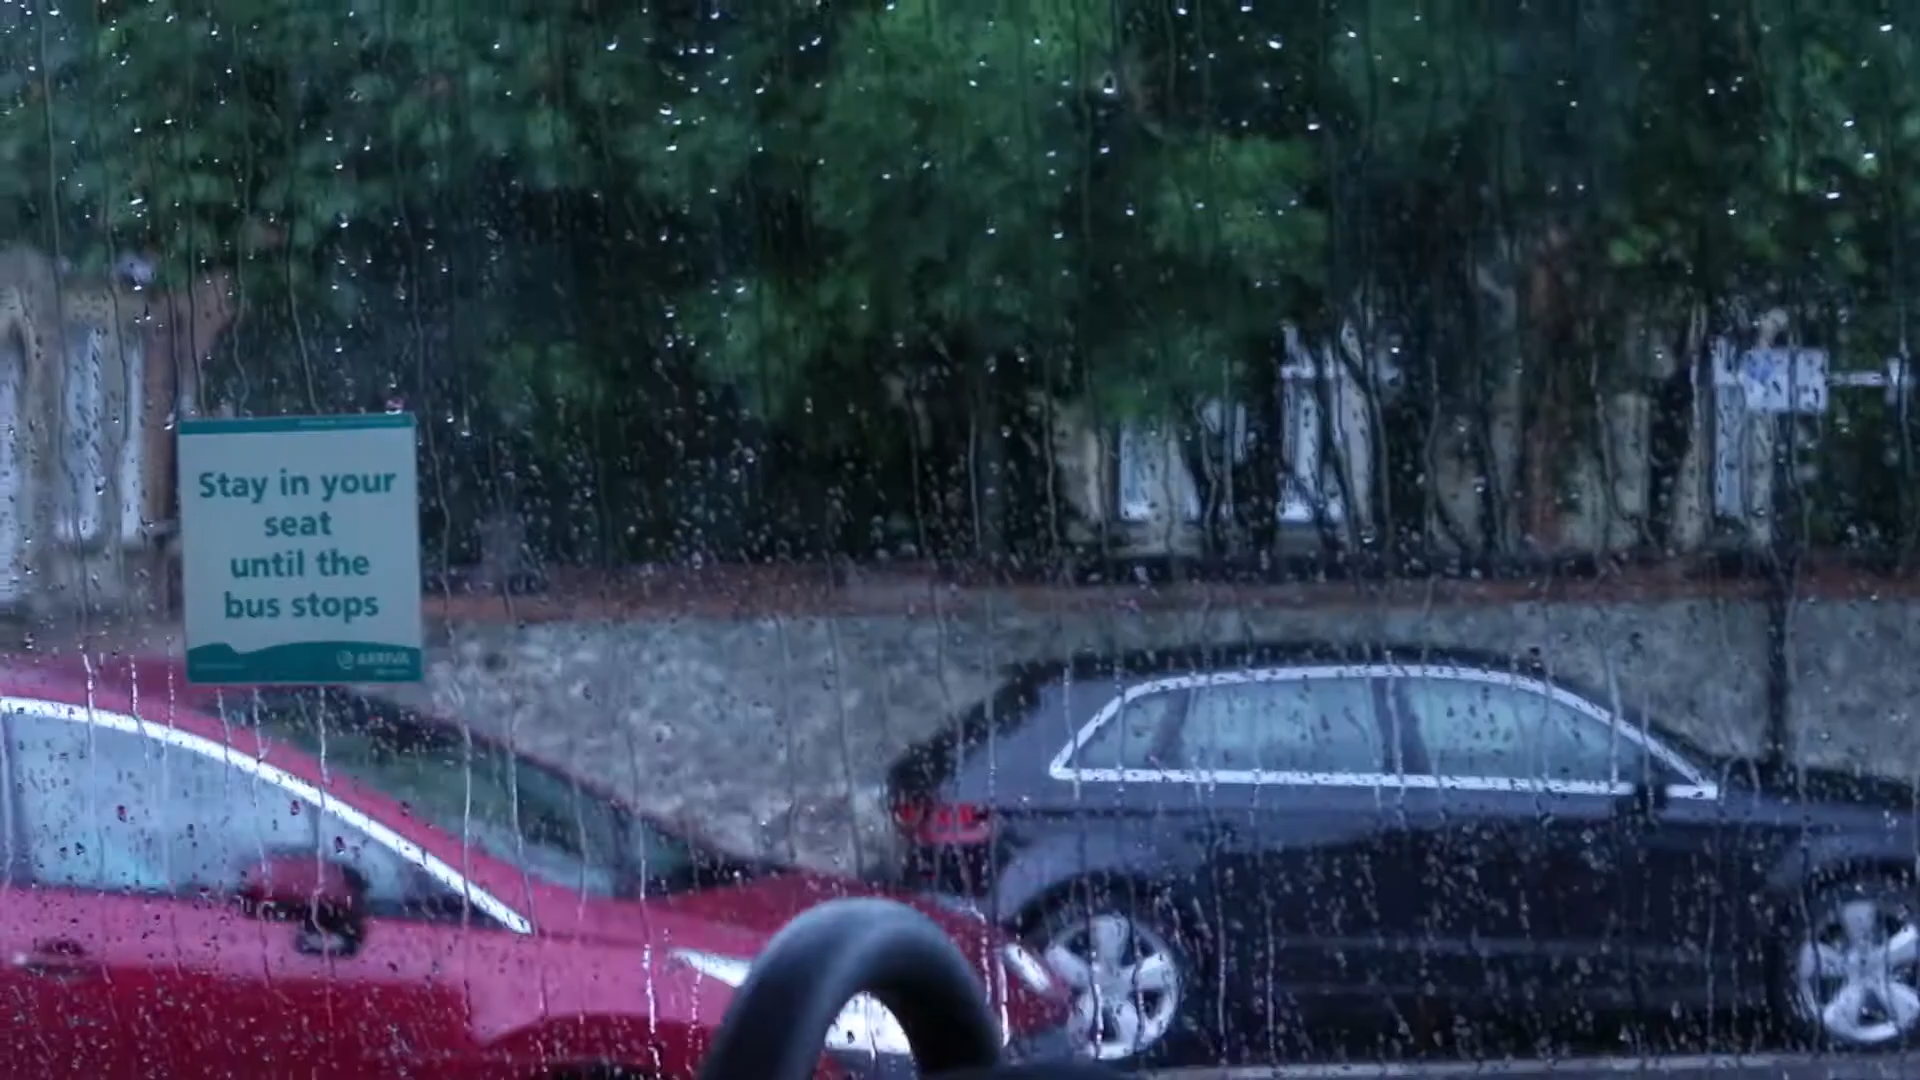 Stay in your
seat
until the
bus stops
ARRIVA